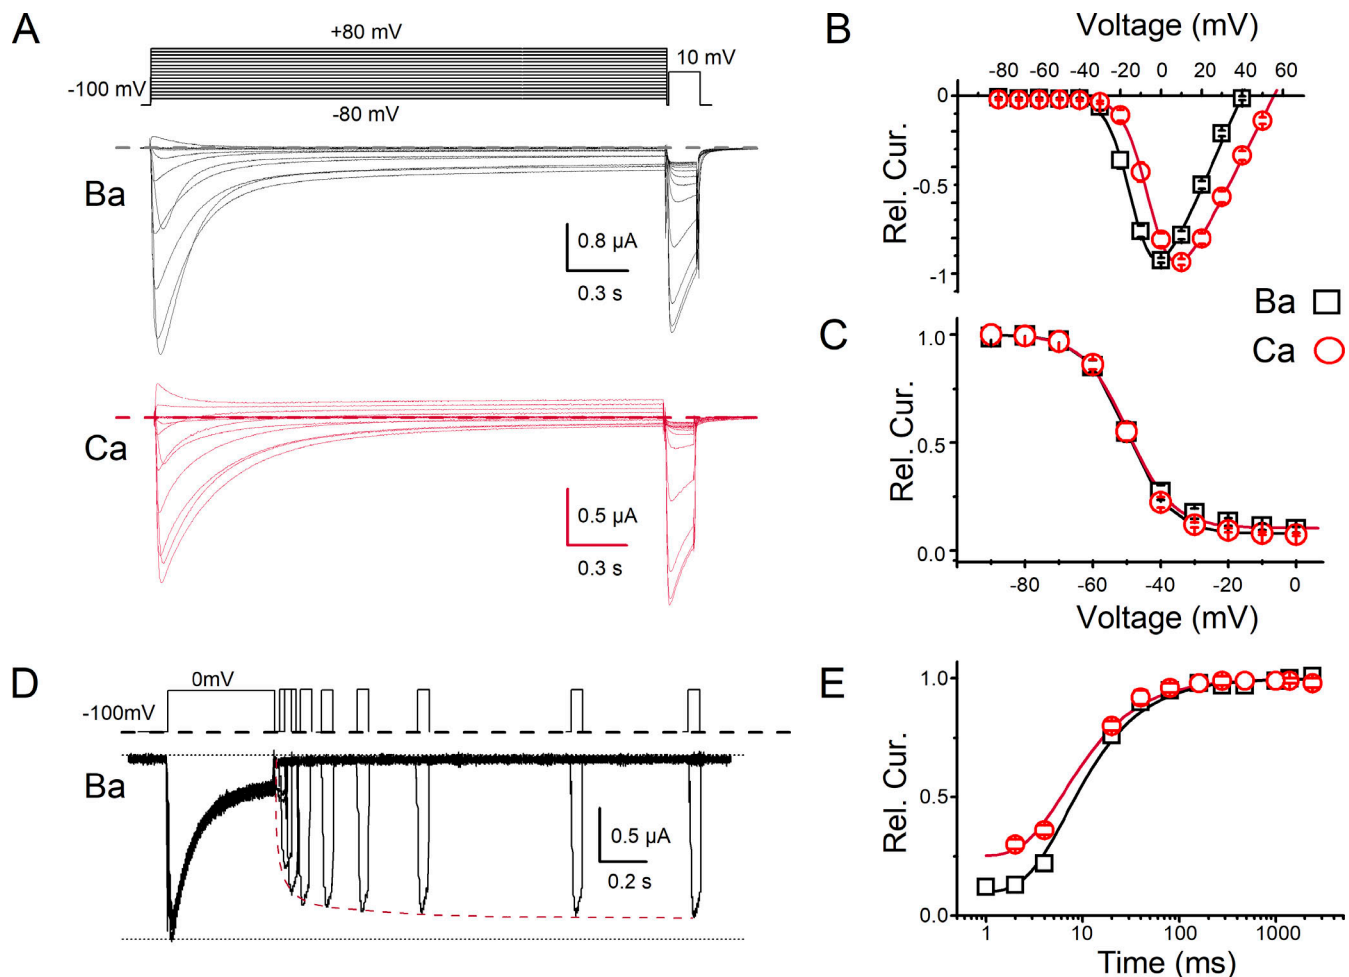 A
+80 mV
10 mV
-100 mV
-80 mV
Ba
0.8 µA
0.3 s
Ca
0.5 µA
0.3 s
B
Voltage (mV)
-80 -60 -40 -20 0 20 40 60
0
-0.5
-1
Rel. Cur.
Ba
Ca
C
1.0
0.5
0.0
Rel. Cur.
-80 -60 -40 -20 0
Voltage (mV)
D
0mV
-100mV
Ba
0.5 µA
0.2 s
E
1.0
0.5
0.0
Rel. Cur.
1 10 100 1000
Time (ms)